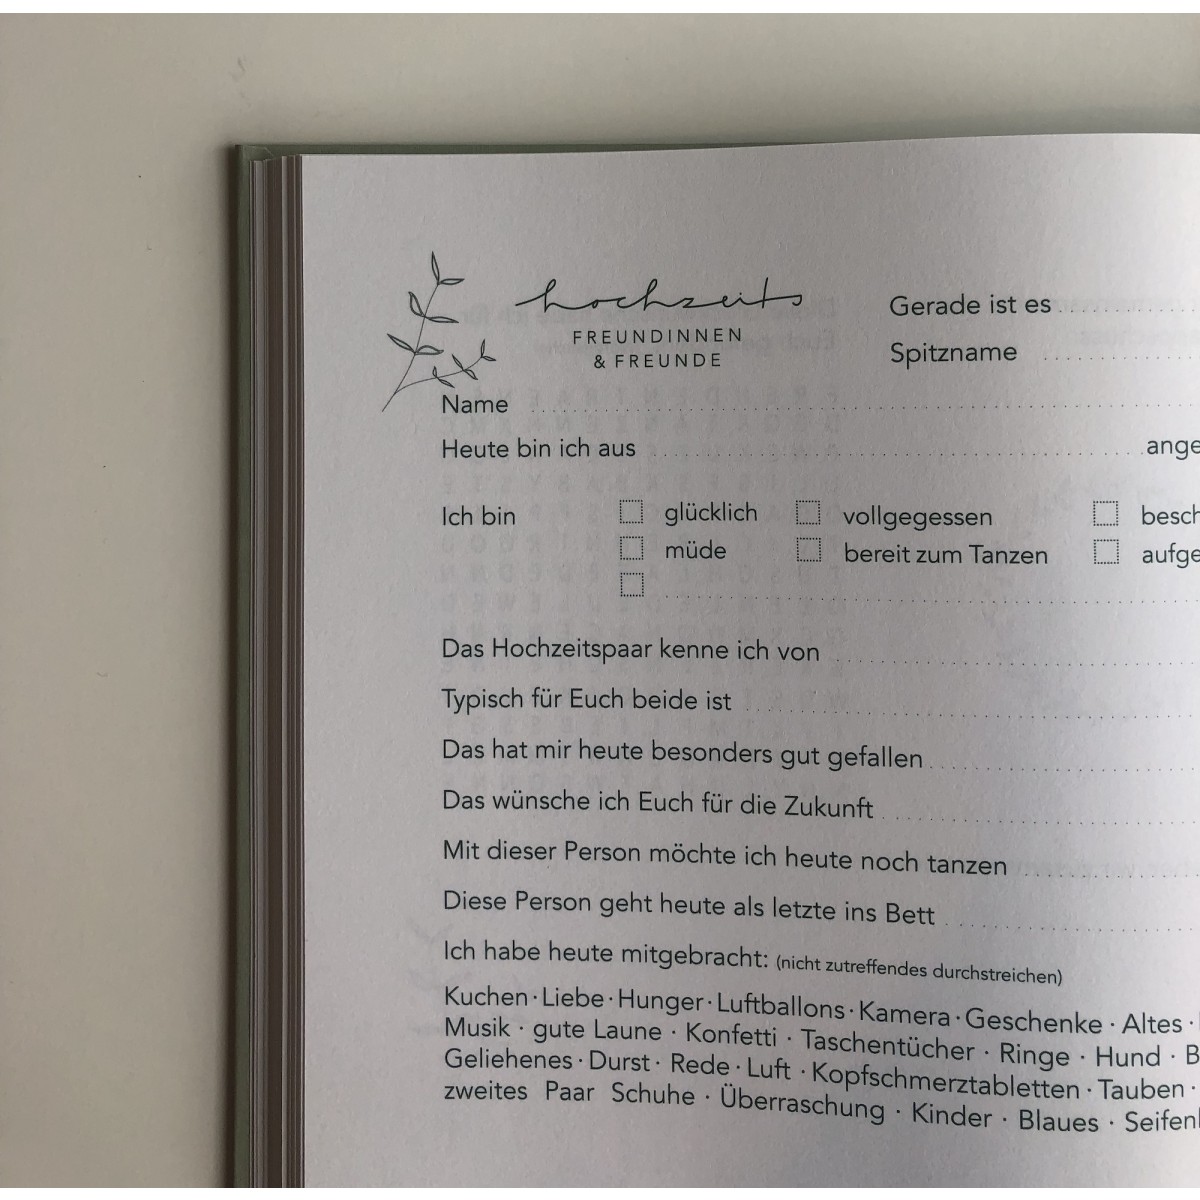 hochzeits
FREUNDINNEN
& FREUNDE
Gerade ist es
Spitzname
Name
Heute bin ich aus ange
Ich bin glücklich vollgegessen besch
müde bereit zum Tanzen aufge
Das Hochzeitspaar kenne ich von
Typisch für Euch beide ist
Das hat mir heute besonders gut gefallen
Das wünsche ich Euch für die Zukunft
Mit dieser Person möchte ich heute noch tanzen
Diese Person geht heute als letzte ins Bett
Ich habe heute mitgebracht: (nicht zutreffendes durchstreichen)
Kuchen · Liebe · Hunger · Luftballons · Kamera · Geschenke · Altes ·
Musik · gute Laune · Konfetti · Taschentücher · Ringe · Hund · B
Geliehenes · Durst · Rede · Luft · Kopfschmerztabletten · Tauben ·
zweites Paar Schuhe · Überraschung · Kinder · Blaues · Seifen